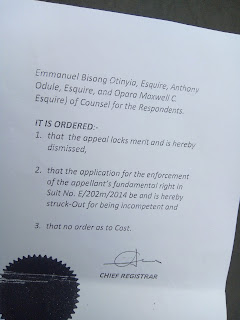 Emmanuel Bisong Otinyia, Esquire, Anthony
Odule, Esquire, and Opara Maxwell C.
Esquire) of Counsel for the Respondents.
IT IS ORDERED:-
1. that the appeal lacks merit and is hereby
dismissed,
2. that the application for the enforcement
of the appellant's fundamental right in
Suit No. E/202m/2014 be and is hereby
struck-Out for being incompetent and
3. that no order as to Cost.
CHIEF REGISTRAR